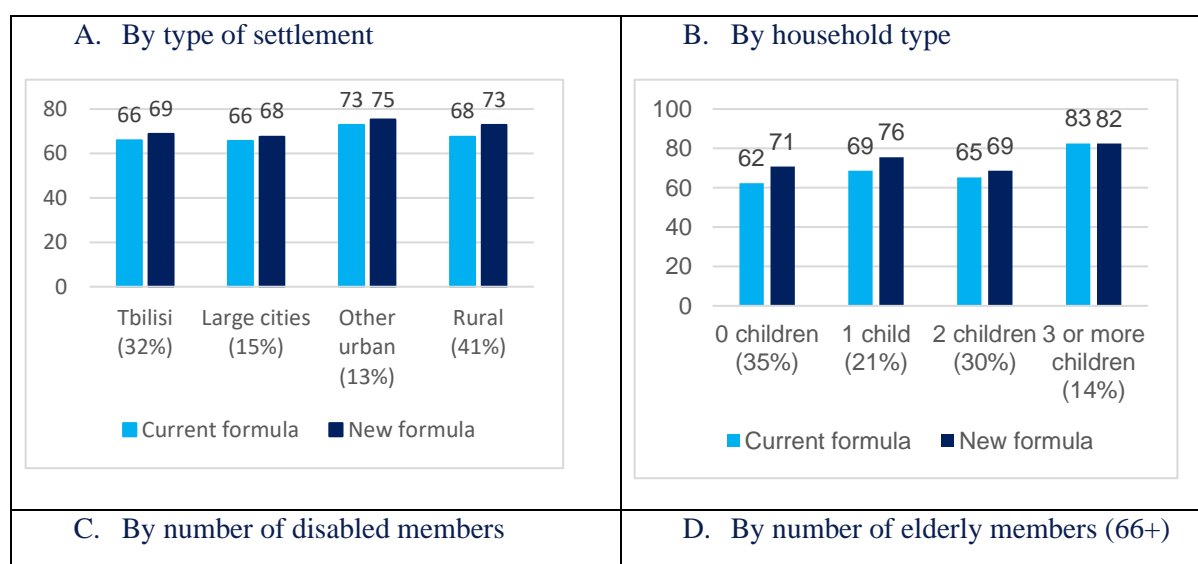 A. By type of settlement
80
60
40
20
0
66 69
66 68
73 75
68 73
Tbilisi
(32%)
Large cities
(15%)
Other
urban
(13%)
Rural
(41%)
Current formula
New formula
B. By household type
100
80
60
40
20
0
62 71
69 76
65 69
83 82
0 children
(35%)
1 child
(21%)
2 children
(30%)
3 or more
children
(14%)
Current formula
New formula
C. By number of disabled members
D. By number of elderly members (66+)